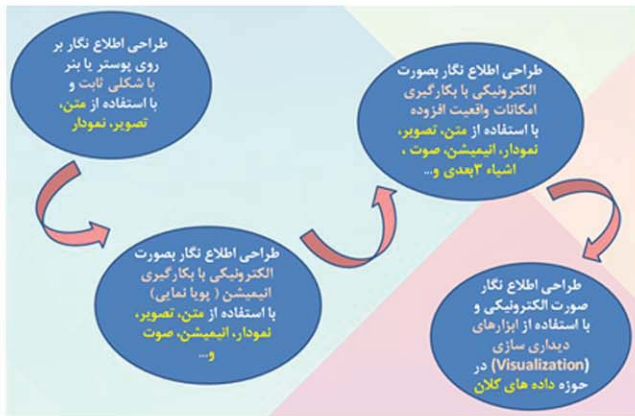 طراحی اطلاع نگار بر
روی پوستر یا بنر
با شکلی ثابت و
با استفاده از متن،
تصویر، نمودار
طراحی اطلاع نگار بصورت
الکترونیکی با بکارگیری
انیمیشن ( پویا نمایی)
با استفاده از متن، تصویر،
نمودار، انیمیشن، صوت
و...
طراحی اطلاع نگار بصورت
الکترونیکی با بکارگیری
امکانات واقعیت افزوده
با استفاده از متن، تصویر،
نمودار، انیمیشن، صوت ،
اشیاء ۳بعدی و...
طراحی اطلاع نگار
صورت الکترونیکی و
با استفاده از ابزارهای
دیداری سازی
(Visualization) در
حوزه داده های کلان